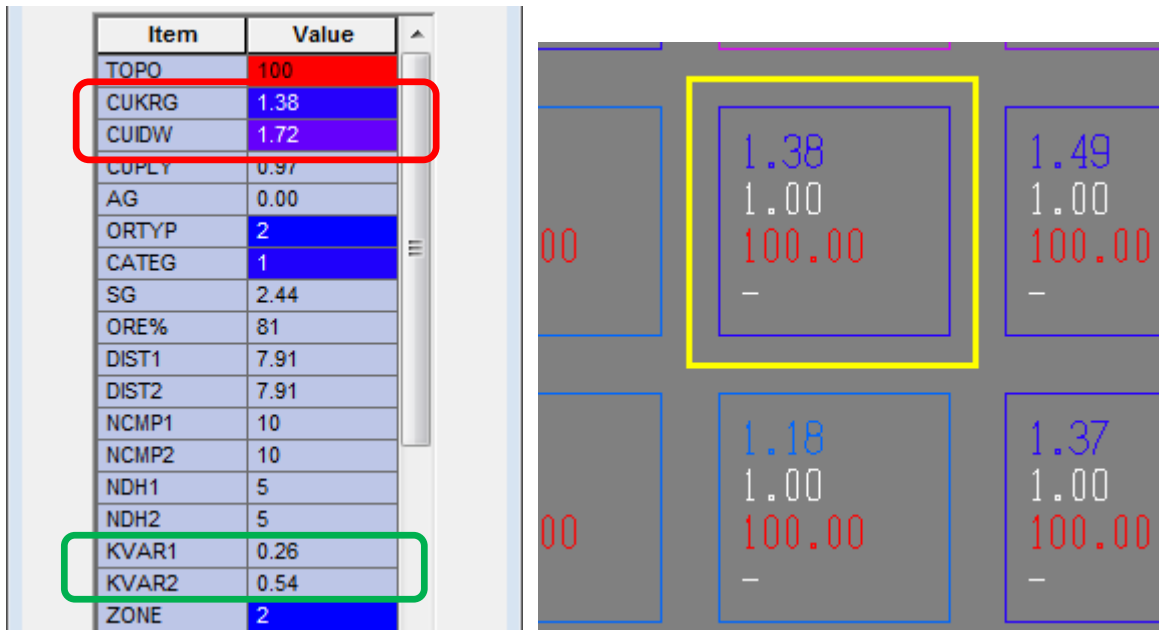 Item Value
TOPO 100
CUKRG 1.38
CUIDW 1.72
CUPLY 0.97
AG 0.00
ORTYP 2
CATEG 1
SG 2.44
ORE% 81
DIST1 7.91
DIST2 7.91
NCMP1 10
NCMP2 10
NDH1 5
NDH2 5
KVAR1 0.26
KVAR2 0.54
ZONE 2
1.38 1.49
1.00 1.00
00 100.00 100.00
– –
1.18 1.37
1.00 1.00
00 100.00 100.00
– –